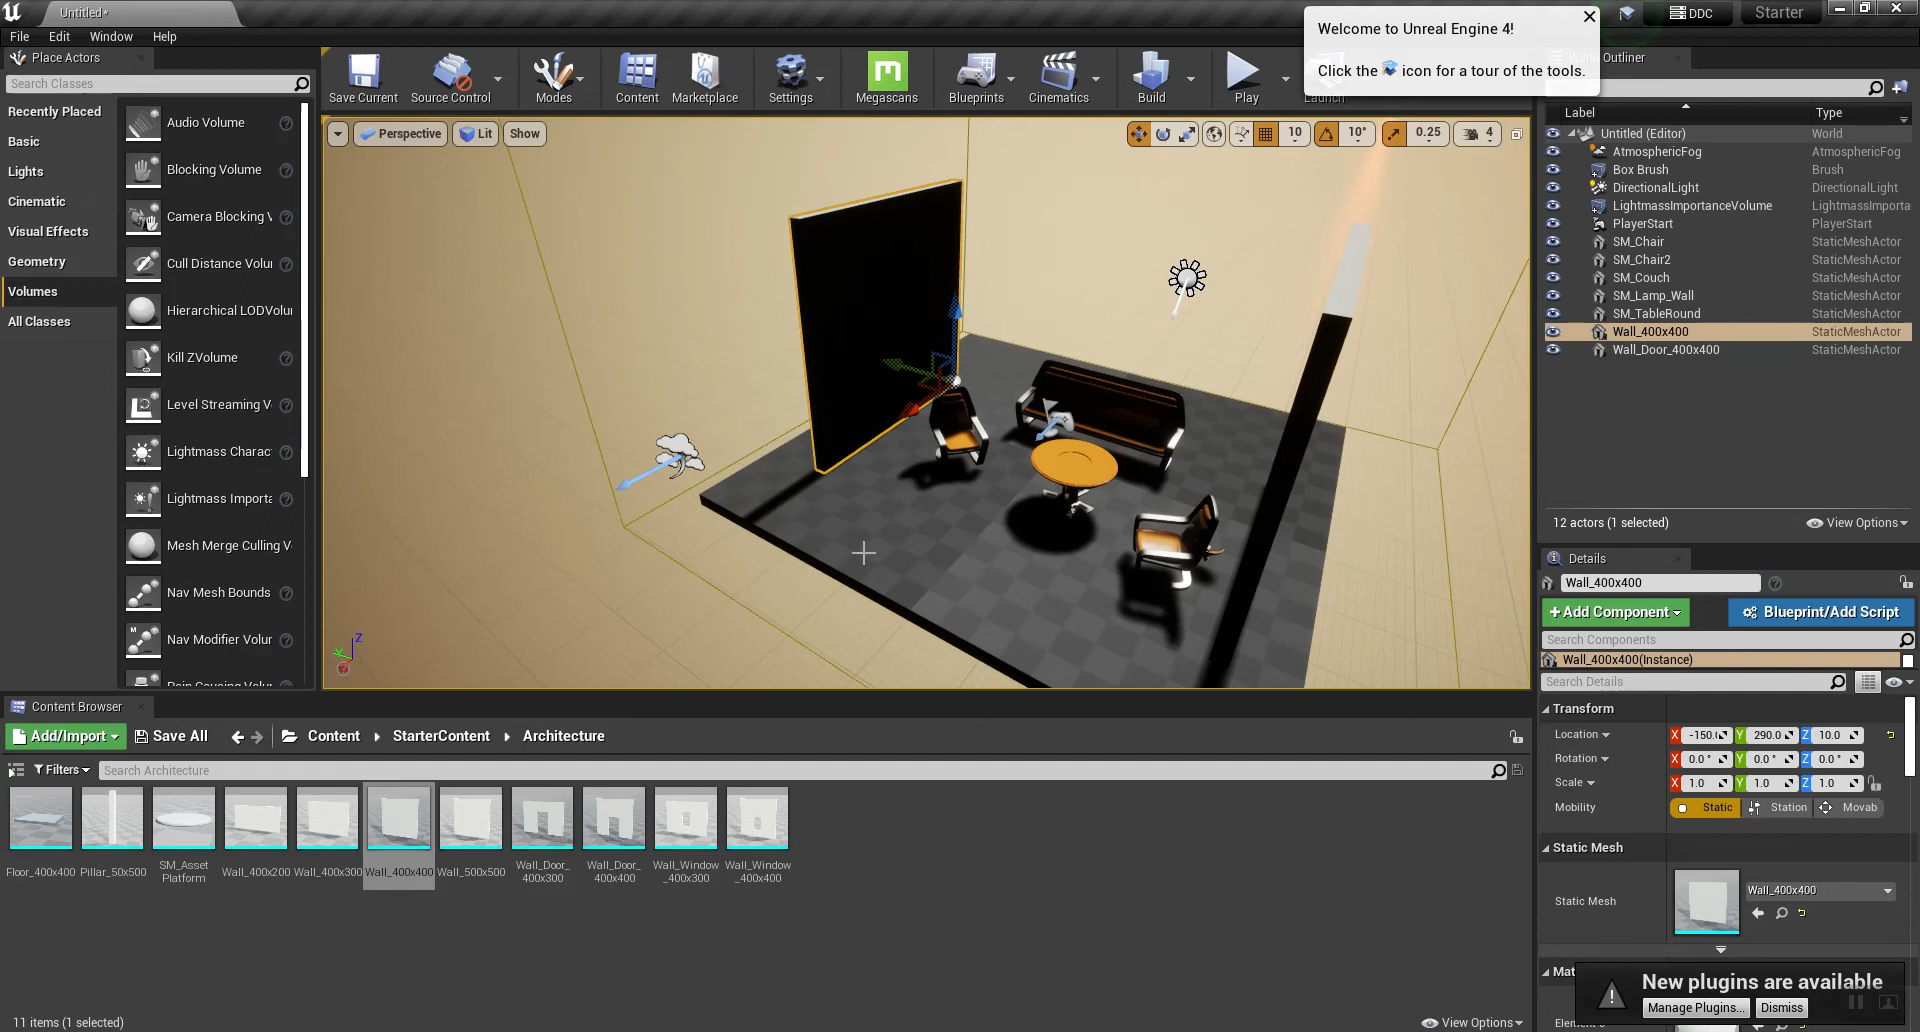 Untitled*
DDC
Starter
File Edit Window Help
Welcome to Unreal Engine 4!
Click the icon for a tour of the tools.
Place Actors
Search Classes
Recently Placed
Basic
Lights
Cinematic
Visual Effects
Geometry
Volumes
All Classes
Audio Volume
Blocking Volume
Camera Blocking V
Cull Distance Volu
Hierarchical LODVolu
Kill ZVolume
Level Streaming V
Lightmass Charac
Lightmass Importa
Mesh Merge Culling V
Nav Mesh Bounds
Nav Modifier Volur
Save Current
Source Control
Modes
Content
Marketplace
Settings
Megascans
Blueprints
Cinematics
Build
Play
Launch
Perspective
Lit
Show
10
10°
0.25
4
Z
World Outliner
Label Type
Untitled (Editor) World
AtmosphericFog AtmosphericFog
Box Brush Brush
DirectionalLight DirectionalLight
LightmassImportanceVolume LightmassImporta
PlayerStart PlayerStart
SM_Chair StaticMeshActor
SM_Chair2 StaticMeshActor
SM_Couch StaticMeshActor
SM_Lamp_Wall StaticMeshActor
SM_TableRound StaticMeshActor
Wall_400x400 StaticMeshActor
Wall_Door_400x400 StaticMeshActor
12 actors (1 selected)
View Options
Details
Wall_400x400
+Add Component
Blueprint/Add Script
Search Components
Wall_400x400(Instance)
Search Details
Transform
Location X -150.( Y 290.0 Z 10.0
Rotation X 0.0 ° Y 0.0 ° Z 0.0 °
Scale X 1.0 Y 1.0 Z 1.0
Mobility Static Station Movab
Static Mesh
Static Mesh
Wall_400x400
Mat
New plugins are available
Manage Plugins...
Dismiss
Content Browser
Add/Import
Save All
Content
StarterContent
Architecture
Filters
Search Architecture
Floor_400x400
Pillar_50x500
SM_Asset
Platform
Wall_400x200
Wall_400x300
Wall_400x400
Wall_500x500
Wall_Door_
400x300
Wall_Door_
400x400
Wall_Window
_400x300
Wall_Window
_400x400
11 items (1 selected)
View Options